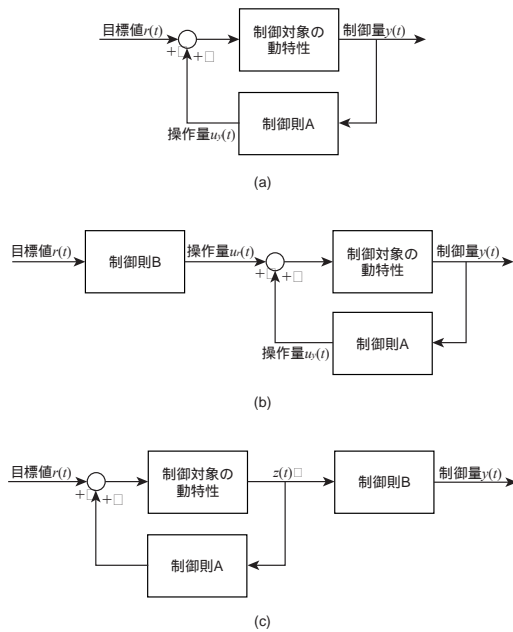 目標値r(t)
制御対象の
動特性
制御量y(t)
+□ +□
制御則A
操作量uy(t)
(a)
目標値r(t)
制御則B
操作量ur(t)
制御対象の
動特性
制御量y(t)
+□ +□
制御則A
操作量uy(t)
(b)
目標値r(t)
制御対象の
動特性
z(t)□
制御則B
制御量y(t)
+□ +□
制御則A
(c)